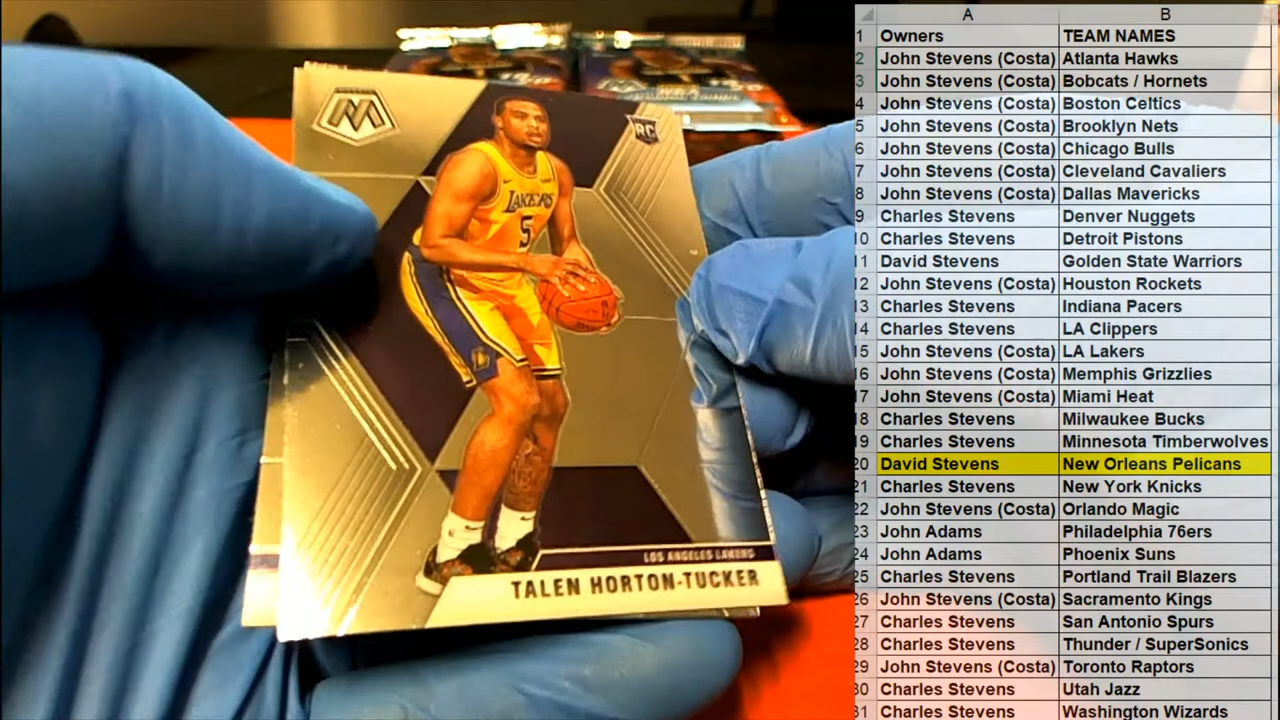 RC
LAKERS
5
LOS ANGELES LAKERS
TALEN HORTON-TUCKER
A B
1 Owners TEAM NAMES
2 John Stevens (Costa) Atlanta Hawks
3 John Stevens (Costa) Bobcats / Hornets
4 John Stevens (Costa) Boston Celtics
5 John Stevens (Costa) Brooklyn Nets
6 John Stevens (Costa) Chicago Bulls
7 John Stevens (Costa) Cleveland Cavaliers
8 John Stevens (Costa) Dallas Mavericks
9 Charles Stevens Denver Nuggets
10 Charles Stevens Detroit Pistons
11 David Stevens Golden State Warriors
12 John Stevens (Costa) Houston Rockets
13 Charles Stevens Indiana Pacers
14 Charles Stevens LA Clippers
15 John Stevens (Costa) LA Lakers
16 John Stevens (Costa) Memphis Grizzlies
17 John Stevens (Costa) Miami Heat
18 Charles Stevens Milwaukee Bucks
19 Charles Stevens Minnesota Timberwolves
20 David Stevens New Orleans Pelicans
21 Charles Stevens New York Knicks
22 John Stevens (Costa) Orlando Magic
23 John Adams Philadelphia 76ers
24 John Adams Phoenix Suns
25 Charles Stevens Portland Trail Blazers
26 John Stevens (Costa) Sacramento Kings
27 Charles Stevens San Antonio Spurs
28 Charles Stevens Thunder / SuperSonics
29 John Stevens (Costa) Toronto Raptors
30 Charles Stevens Utah Jazz
31 Charles Stevens Washington Wizards